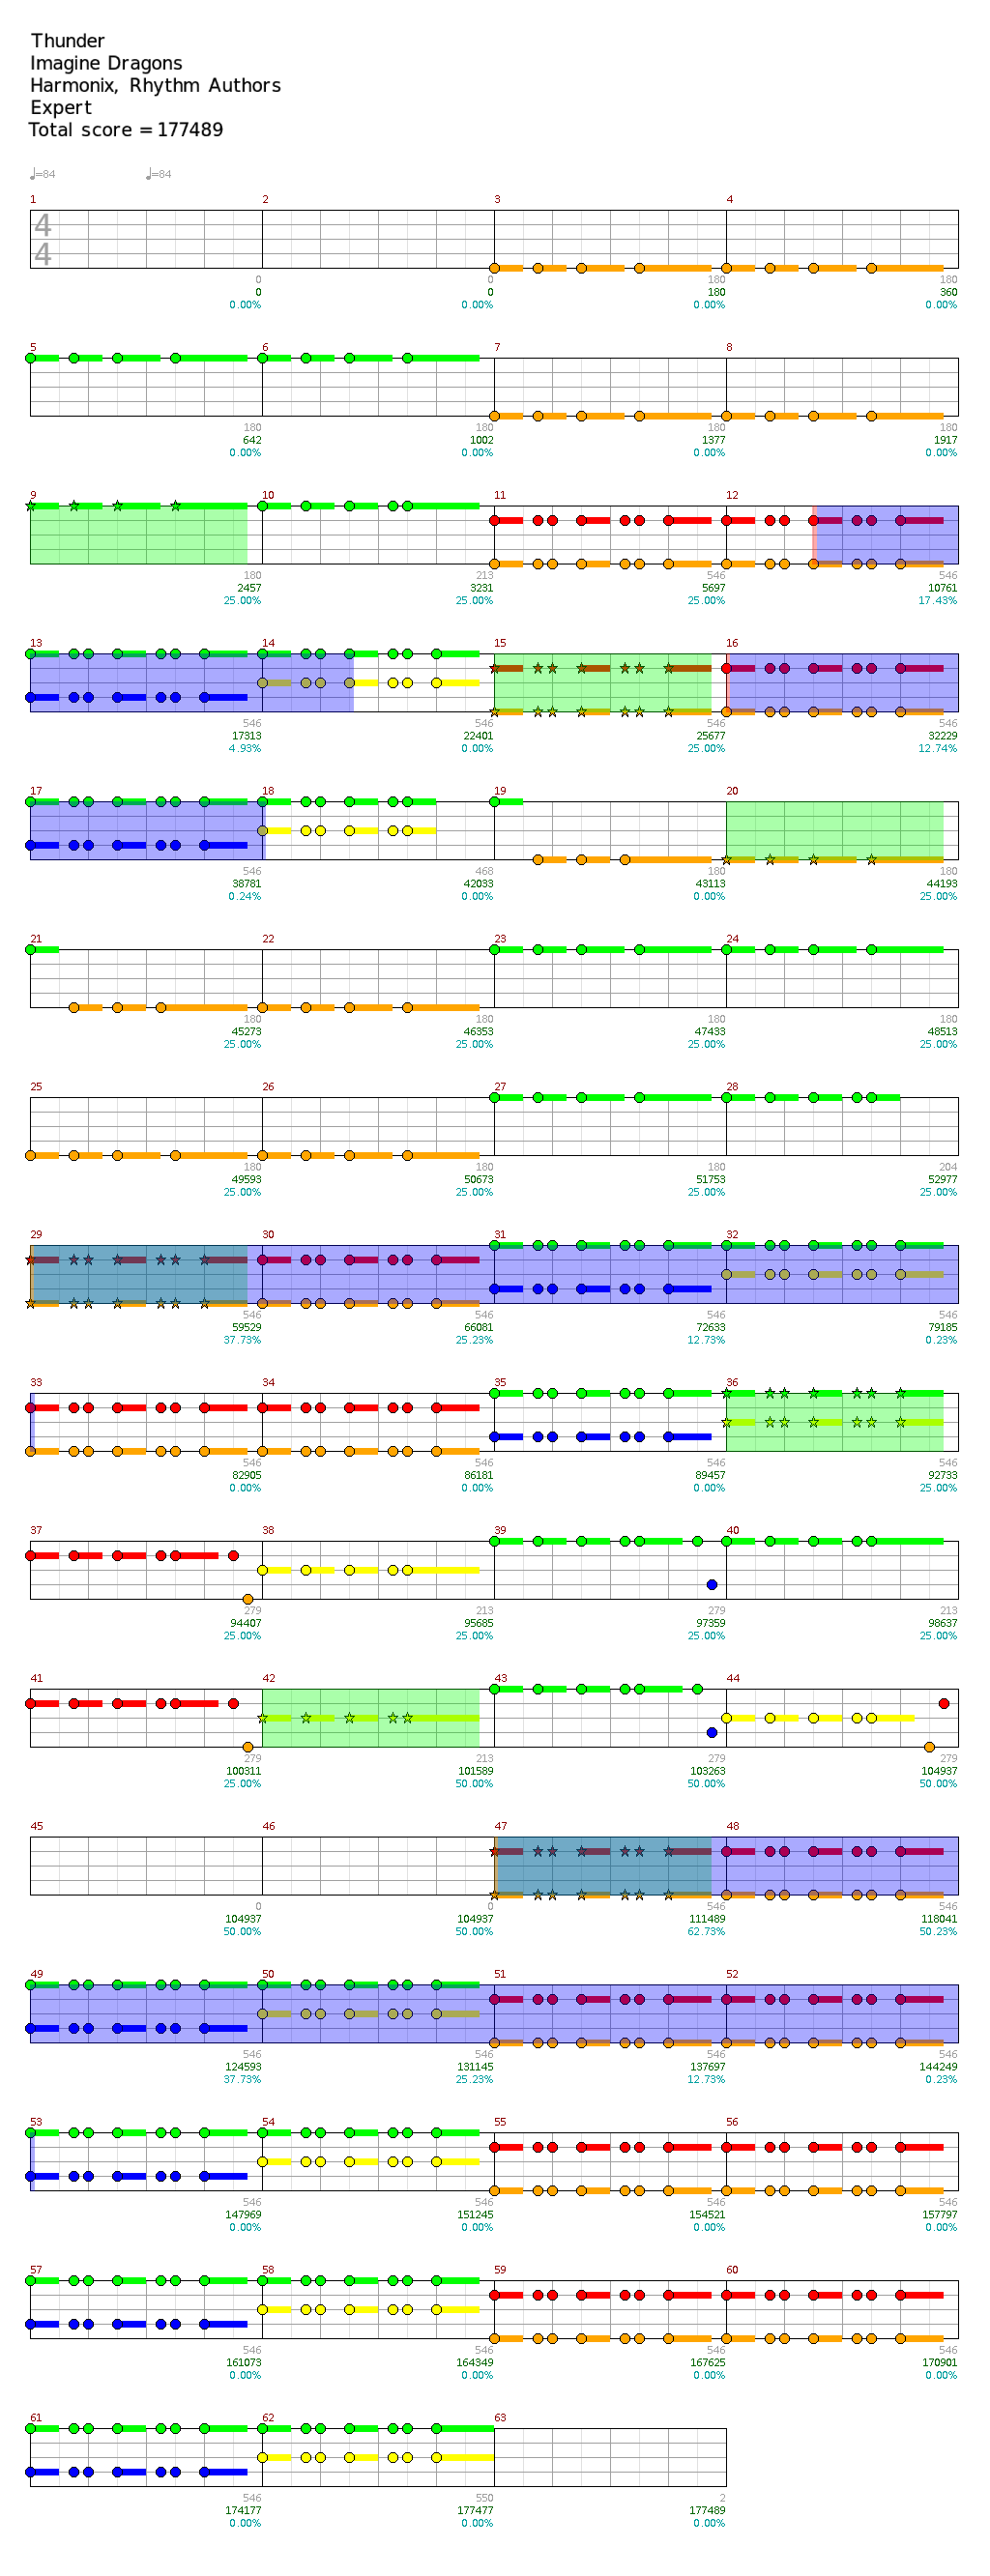 Thunder
Imagine Dragons
Harmonix, Rhythm Authors
Expert
Total score = 177489
♩=84 ♩=84
1 2 3 4
4
4
0 0 180 180
0 0 180 360
0.00% 0.00% 0.00% 0.00%
5 6 7 8
180 180 180 180
642 1002 1377 1917
0.00% 0.00% 0.00% 0.00%
9 10 11 12
180 213 546 546
2457 3231 5697 10761
25.00% 25.00% 25.00% 17.43%
13 14 15 16
546 546 546 546
17313 22401 25677 32229
4.93% 0.00% 25.00% 12.74%
17 18 19 20
546 468 180 180
38781 42033 43113 44193
0.24% 0.00% 0.00% 25.00%
21 22 23 24
180 180 180 180
45273 46353 47433 48513
25.00% 25.00% 25.00% 25.00%
25 26 27 28
180 180 180 204
49593 50673 51753 52977
25.00% 25.00% 25.00% 25.00%
29 30 31 32
546 546 546 546
59529 66081 72633 79185
37.73% 25.23% 12.73% 0.23%
33 34 35 36
546 546 546 546
82905 86181 89457 92733
0.00% 0.00% 0.00% 25.00%
37 38 39 40
279 213 279 213
94407 95685 97359 98637
25.00% 25.00% 25.00% 25.00%
41 42 43 44
279 213 279 279
100311 101589 103263 104937
25.00% 50.00% 50.00% 50.00%
45 46 47 48
0 0 546 546
104937 104937 111489 118041
50.00% 50.00% 62.73% 50.23%
49 50 51 52
546 546 546 546
124593 131145 137697 144249
37.73% 25.23% 12.73% 0.23%
53 54 55 56
546 546 546 546
147969 151245 154521 157797
0.00% 0.00% 0.00% 0.00%
57 58 59 60
546 546 546 546
161073 164349 167625 170901
0.00% 0.00% 0.00% 0.00%
61 62 63
546 550 2
174177 177477 177489
0.00% 0.00% 0.00%